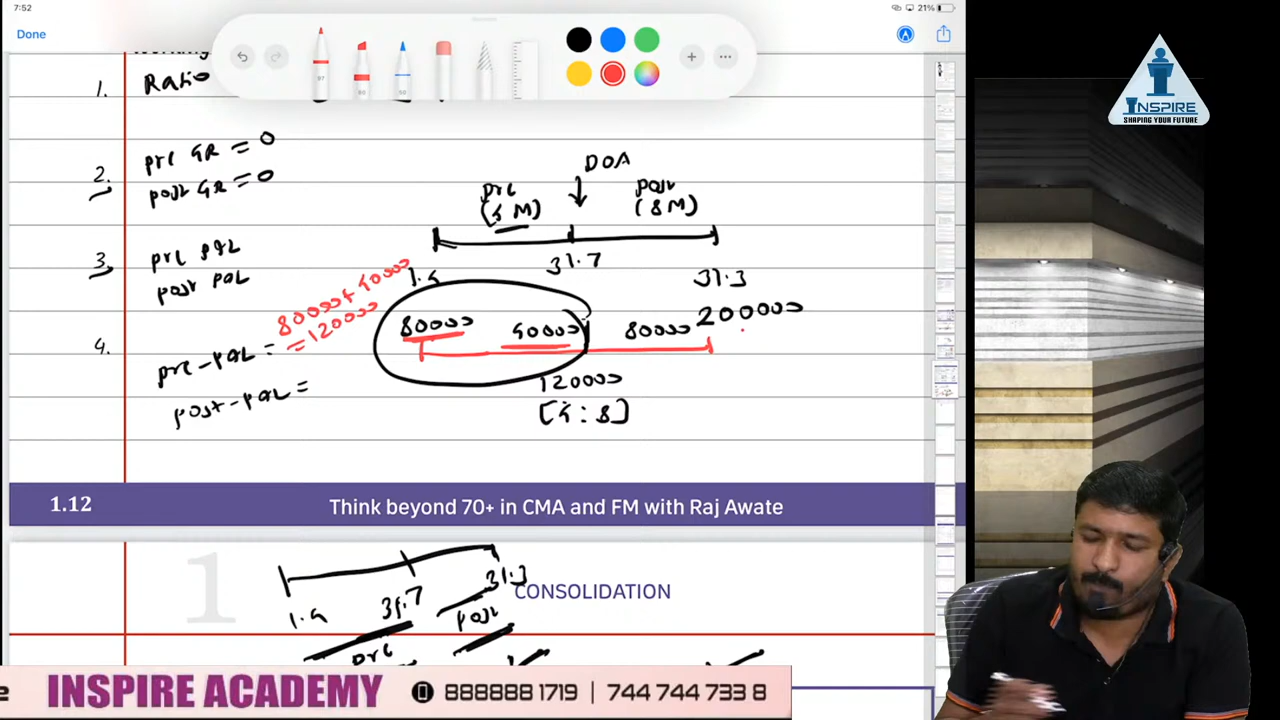 7:52
21%
Done
INSPIRE
SHAPING YOUR FUTURE
1. Ratio
2. pre GR = 0
post GR = 0
3. pre P&L
post P&L
80000+40000
4. pre-P&L = =120000
post-P&L =
DOA
pre post
(4 M) (8 M)
1.4 31.7 31.3
80000 40000 80000 200000
120000
[4:8]
1.12 Think beyond 70+ in CMA and FM with Raj Awate
1 CONSOLIDATION
1.4 31.7 31.3
pre post
INSPIRE ACADEMY 888888 1719 | 744 744 733 8